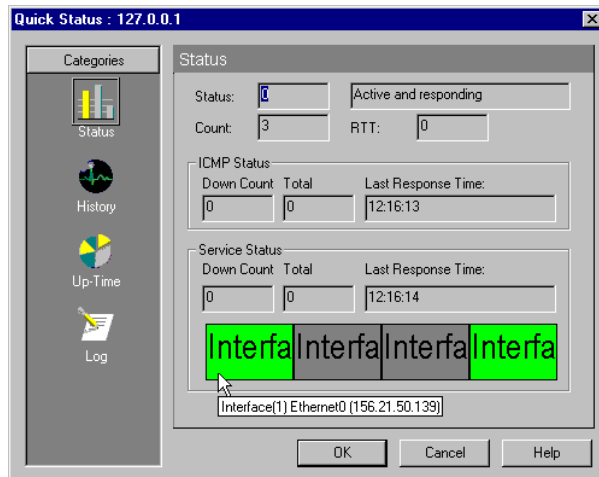 Quick Status : 127.0.0.1
Categories
Status
History
Up-Time
Log
Status
Status: 0 Active and responding
Count: 3 RTT: 0
ICMP Status
Down Count Total Last Response Time:
0 0 12:16:13
Service Status
Down Count Total Last Response Time:
0 0 12:16:14
Interfa Interfa Interfa Interfa
Interface(1) Ethernet0 (156.21.50.139)
OK Cancel Help